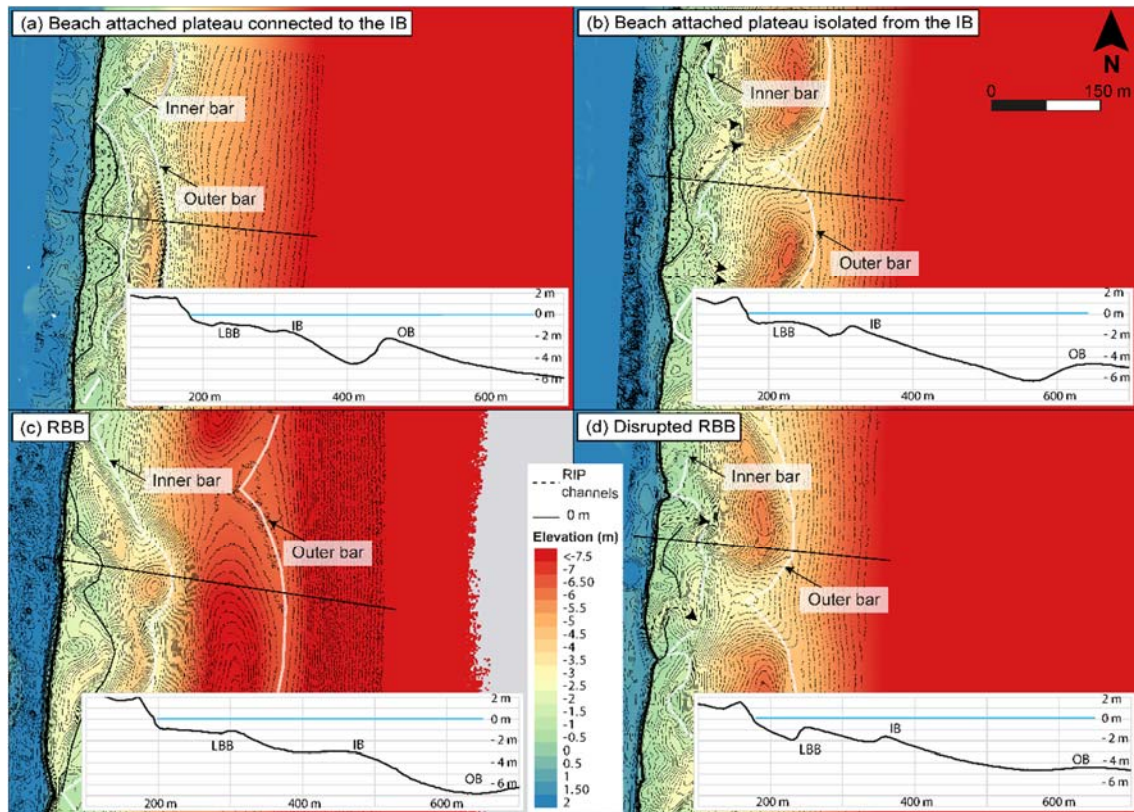 (a) Beach attached plateau connected to the IB
Inner bar
Outer bar
2 m
0 m
- 2 m
- 4 m
- 6 m
LBB
IB
OB
200 m
400 m
600 m
(b) Beach attached plateau isolated from the IB
N
0
150 m
Inner bar
Outer bar
2 m
0 m
- 2 m
- 4 m
- 6 m
LBB
IB
OB
200 m
400 m
600 m
(c) RBB
Inner bar
Outer bar
2 m
0 m
- 2 m
- 4 m
- 6 m
LBB
IB
OB
200 m
400 m
600 m
RIP
channels
0 m
Elevation (m)
<-7.5
-7
-6.50
-6
-5.5
-5
-4.5
-4
-3.5
-3
-2.5
-2
-1.5
-1
-0.5
0
0.5
1
1.50
2
(d) Disrupted RBB
Inner bar
Outer bar
2 m
0 m
- 2 m
- 4 m
- 6 m
LBB
IB
OB
200 m
400 m
600 m